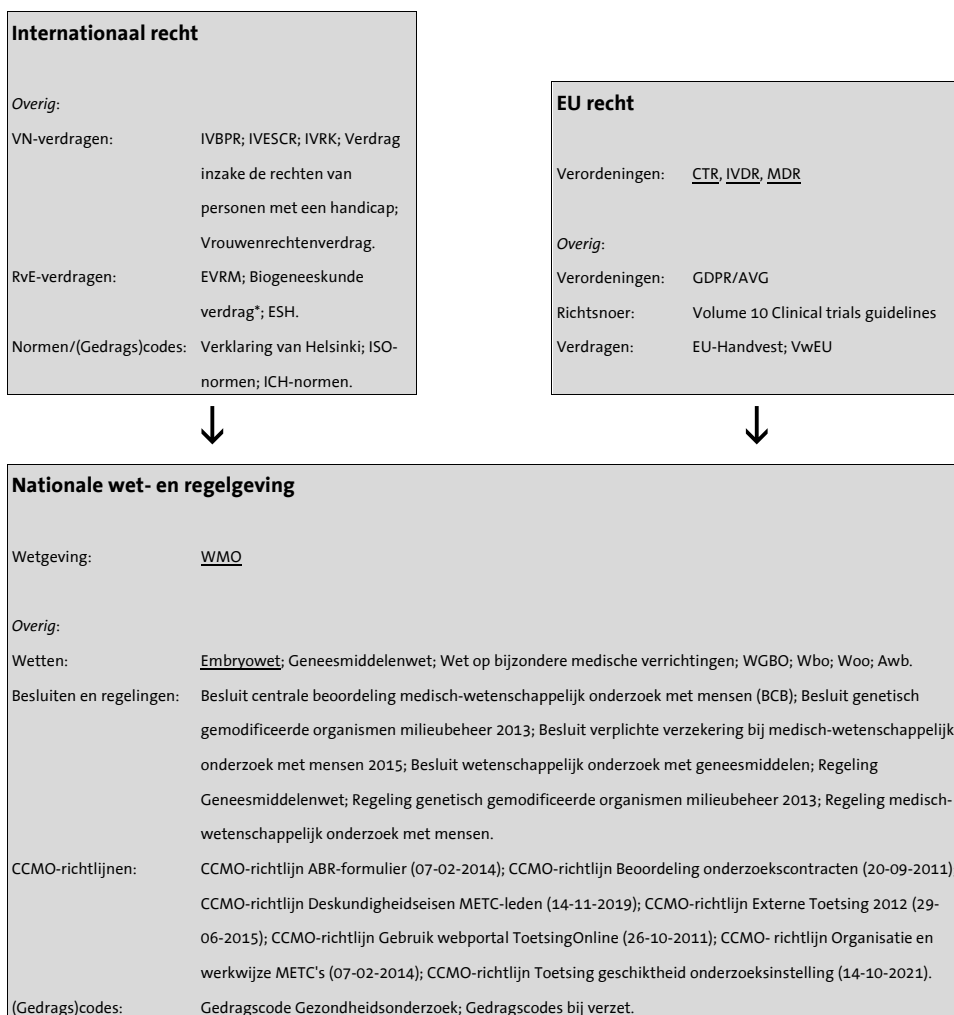 Internationaal recht
Overig:
VN-verdragen: IVBPR; IVESCR; IVRK; Verdrag
inzake de rechten van
personen met een handicap;
Vrouwenrechtenverdrag.
RvE-verdragen: EVRM; Biogeneeskunde
verdrag*; ESH.
Normen/(Gedrags)codes: Verklaring van Helsinki; ISO-
normen; ICH-normen.
EU recht
Verordeningen: CTR, IVDR, MDR
Overig:
Verordeningen: GDPR/AVG
Richtsnoer: Volume 10 Clinical trials guidelines
Verdragen: EU-Handvest; VwEU
Nationale wet- en regelgeving
Wetgeving: WMO
Overig:
Wetten: Embryowet; Geneesmiddelenwet; Wet op bijzondere medische verrichtingen; WGBO; Wbo; Woo; Awb.
Besluiten en regelingen: Besluit centrale beoordeling medisch-wetenschappelijk onderzoek met mensen (BCB); Besluit genetisch
gemodificeerde organismen milieubeheer 2013; Besluit verplichte verzekering bij medisch-wetenschappelijk
onderzoek met mensen 2015; Besluit wetenschappelijk onderzoek met geneesmiddelen; Regeling
Geneesmiddelenwet; Regeling genetisch gemodificeerde organismen milieubeheer 2013; Regeling medisch-
wetenschappelijk onderzoek met mensen.
CCMO-richtlijnen: CCMO-richtlijn ABR-formulier (07-02-2014); CCMO-richtlijn Beoordeling onderzoekscontracten (20-09-2011)
CCMO-richtlijn Deskundigheidseisen METC-leden (14-11-2019); CCMO-richtlijn Externe Toetsing 2012 (29-
06-2015); CCMO-richtlijn Gebruik webportal ToetsingOnline (26-10-2011); CCMO- richtlijn Organisatie en
werkwijze METC's (07-02-2014); CCMO-richtlijn Toetsing geschiktheid onderzoeksinstelling (14-10-2021).
(Gedrags)codes: Gedragscode Gezondheidsonderzoek; Gedragscodes bij verzet.